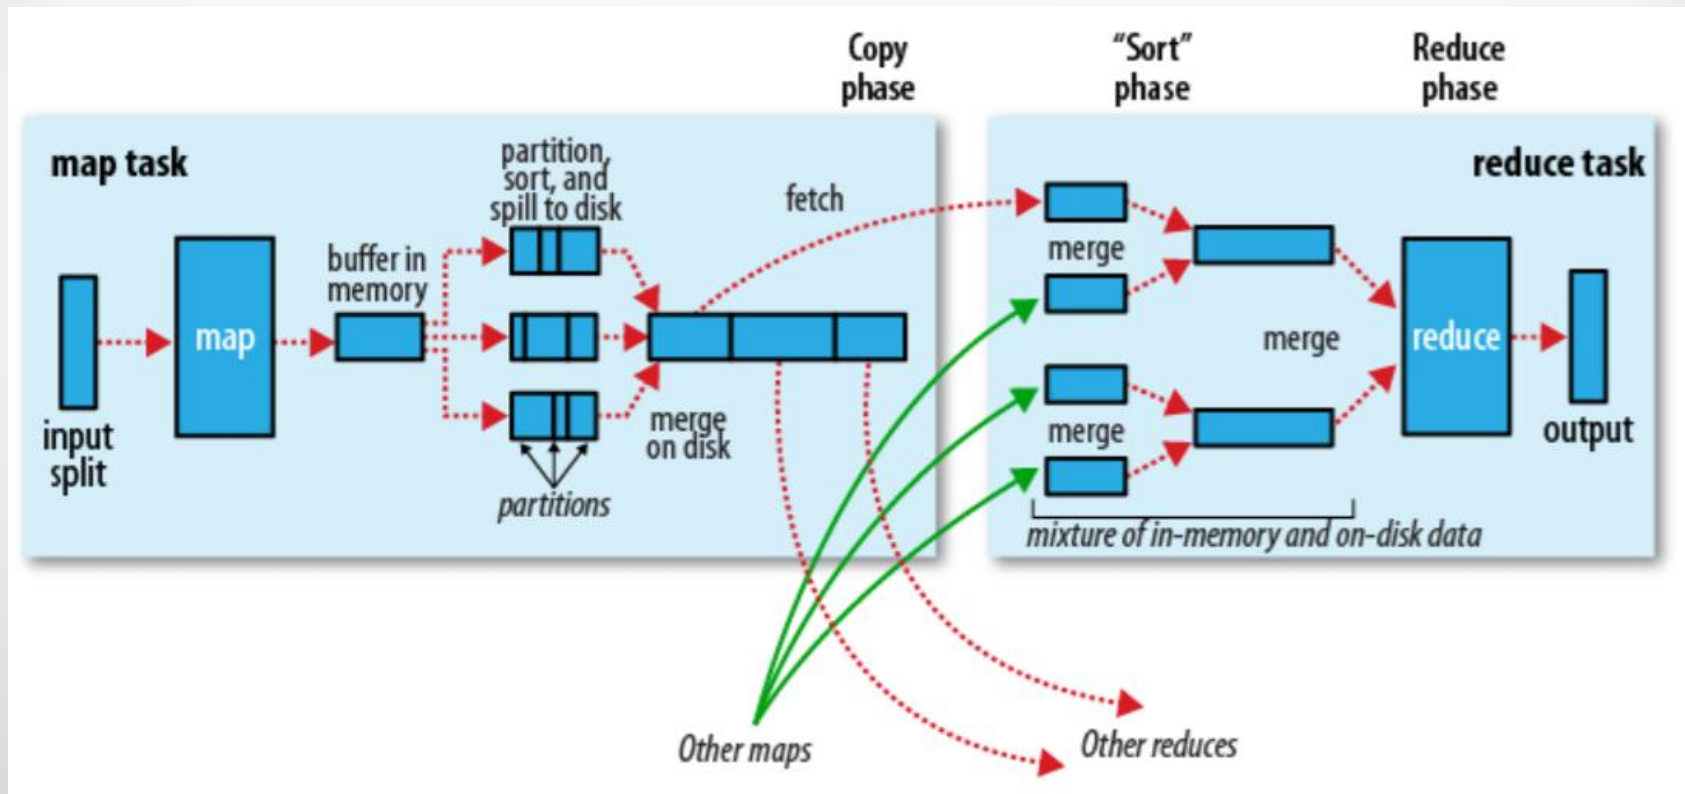 Copy
phase
"Sort"
phase
Reduce
phase
map task
partition,
sort, and
spill to disk
fetch
buffer in
memory
map
input
split
merge
on disk
partitions
reduce task
merge
merge
merge
reduce
output
mixture of in-memory and on-disk data
Other maps
Other reduces